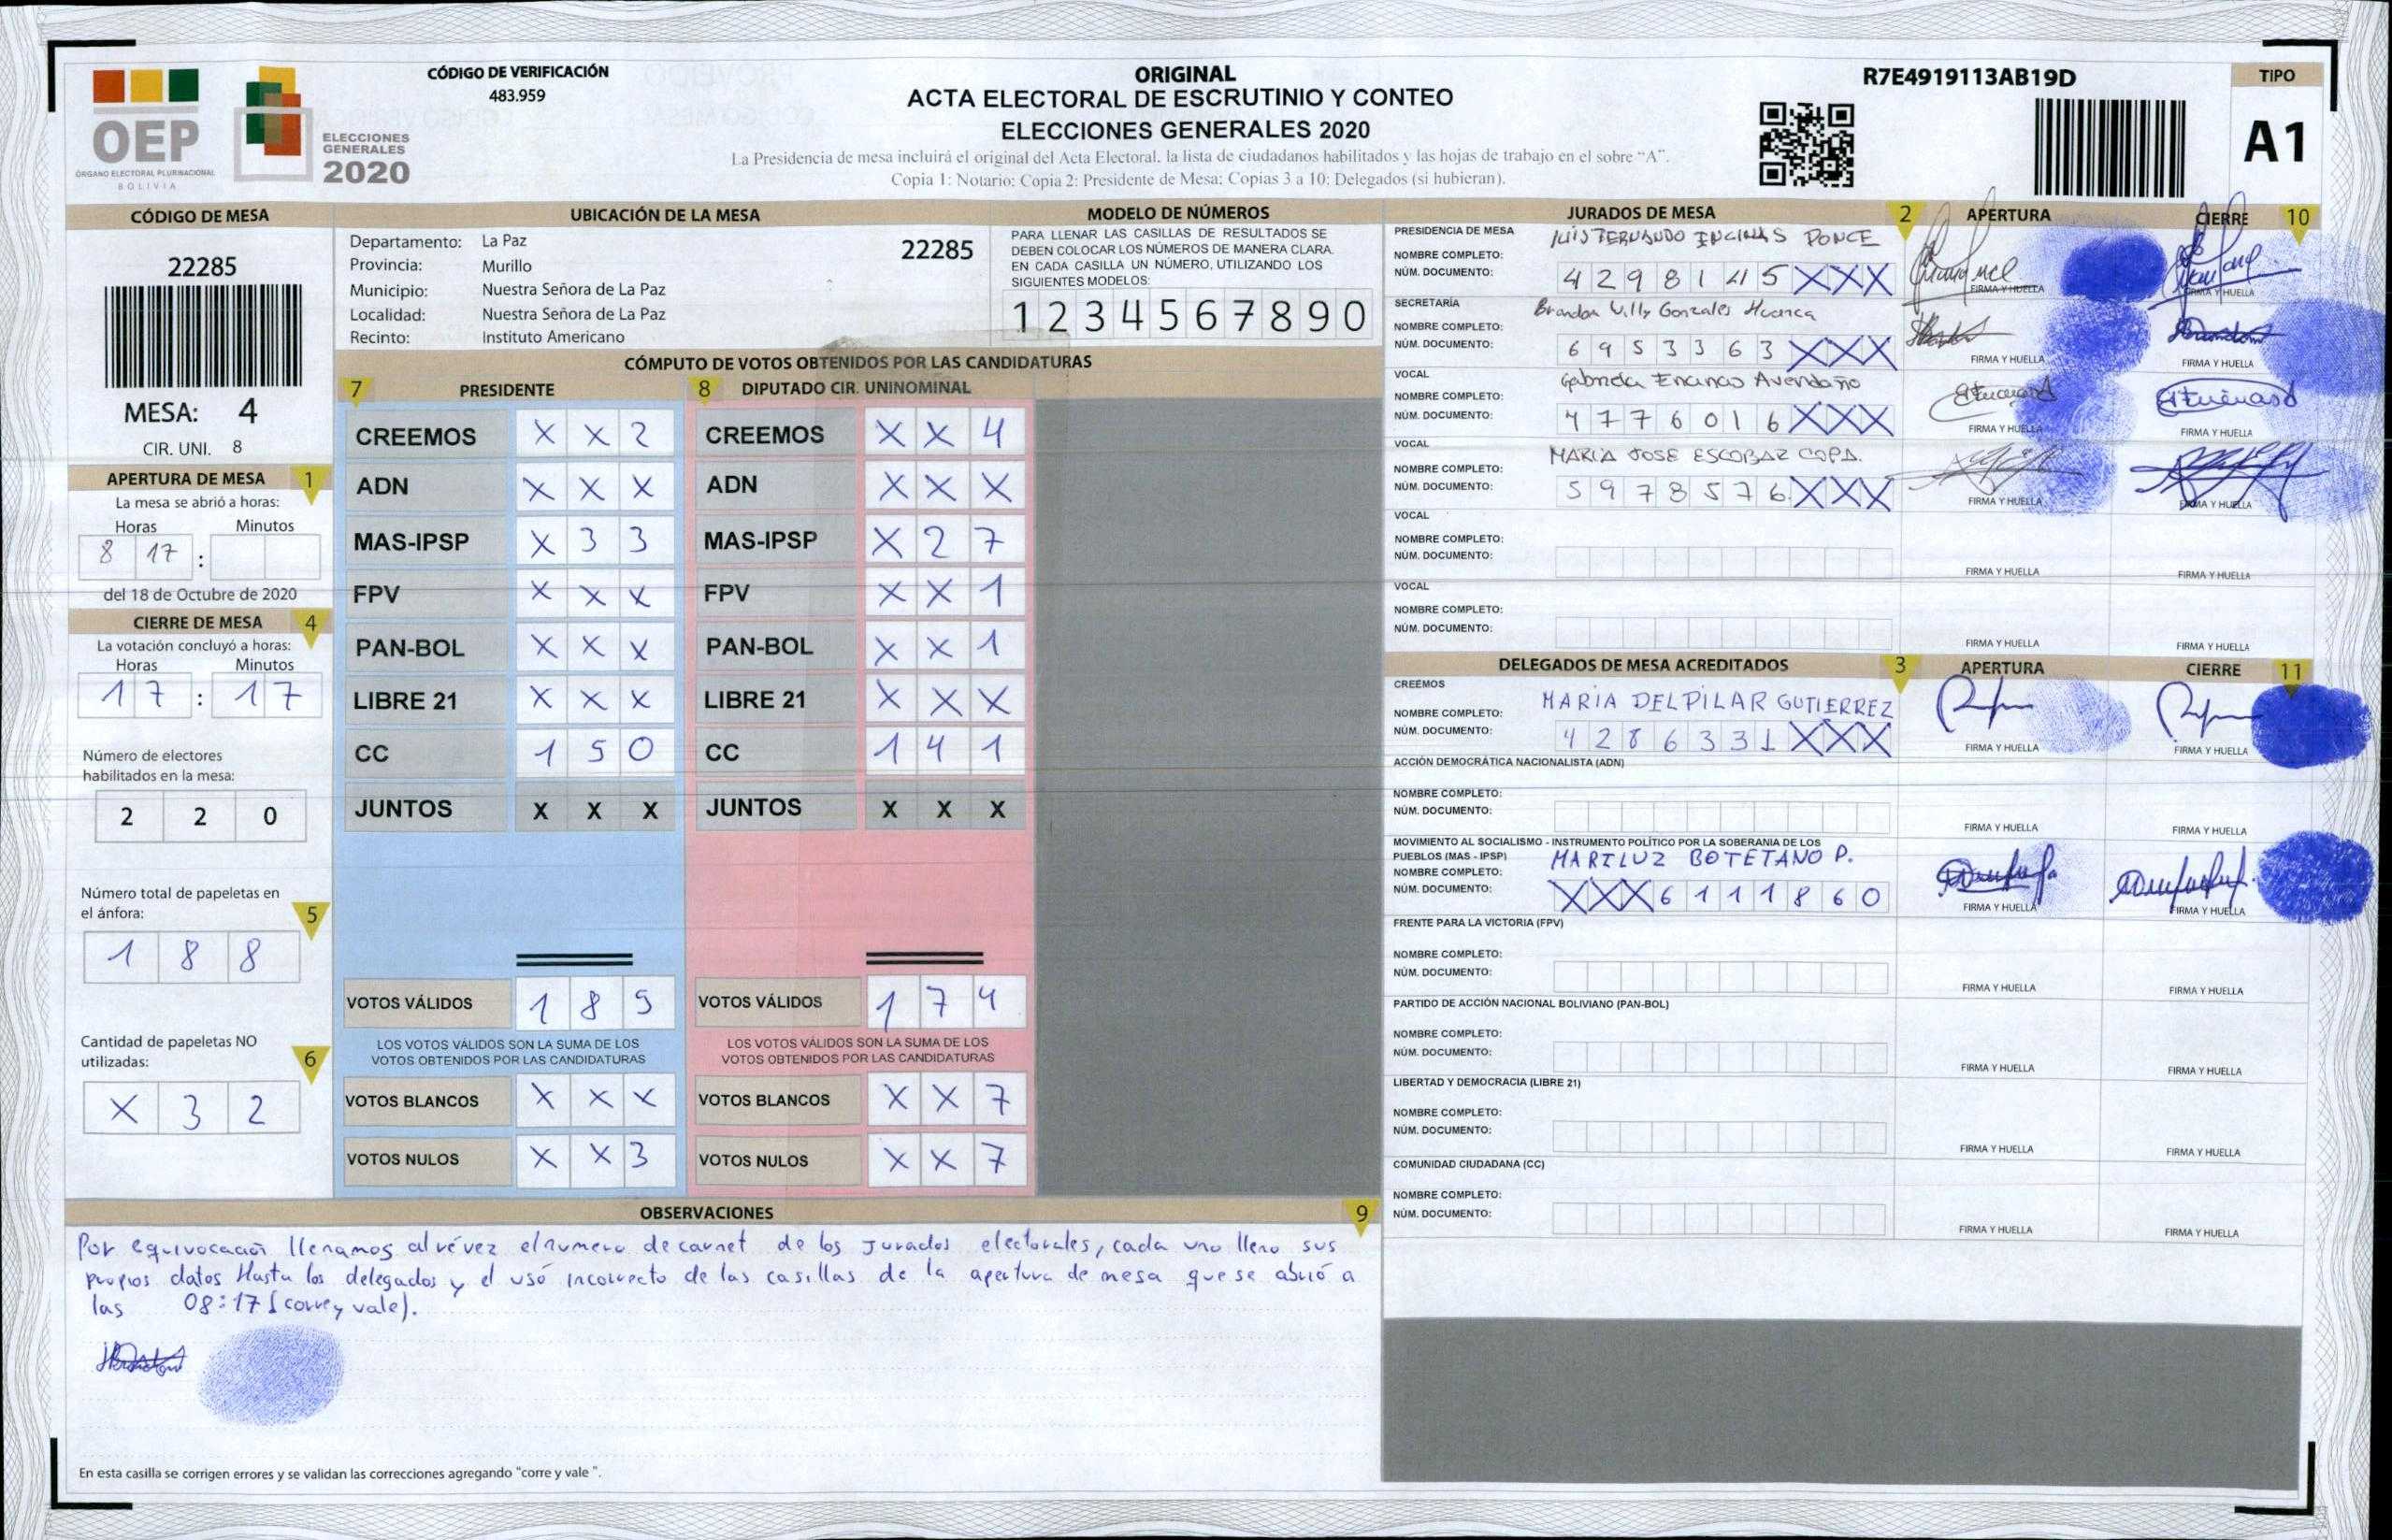 OEP
ÓRGANO ELECTORAL PLURINACIONAL
BOLIVIA
ELECCIONES
GENERALES
2020
CÓDIGO DE VERIFICACIÓN
483.959
ORIGINAL
ACTA ELECTORAL DE ESCRUTINIO Y CONTEO
ELECCIONES GENERALES 2020
La Presidencia de mesa incluirá el original del Acta Electoral, la lista de ciudadanos habilitados y las hojas de trabajo en el sobre “A”.
Copia 1: Notario; Copia 2: Presidente de Mesa; Copias 3 a 10: Delegados (si hubieran).
R7E4919113AB19D
TIPO
A1
CÓDIGO DE MESA
22285
MESA: 4
CIR. UNI. 8
APERTURA DE MESA 1
La mesa se abrió a horas:
Horas Minutos
8 17 :
del 18 de Octubre de 2020
CIERRE DE MESA 4
La votación concluyó a horas:
Horas Minutos
1 7 : 1 7
Número de electores
habilitados en la mesa:
2 2 0
Número total de papeletas en
el ánfora: 5
1 8 8
Cantidad de papeletas NO
utilizadas: 6
X 3 2
UBICACIÓN DE LA MESA
Departamento: La Paz 22285
Provincia: Murillo
Municipio: Nuestra Señora de La Paz
Localidad: Nuestra Señora de La Paz
Recinto: Instituto Americano
MODELO DE NÚMEROS
PARA LLENAR LAS CASILLAS DE RESULTADOS SE
DEBEN COLOCAR LOS NÚMEROS DE MANERA CLARA.
EN CADA CASILLA UN NÚMERO, UTILIZANDO LOS
SIGUIENTES MODELOS:
1 2 3 4 5 6 7 8 9 0
CÓMPUTO DE VOTOS OBTENIDOS POR LAS CANDIDATURAS
7 PRESIDENTE
CREEMOS X X 2
ADN X X X
MAS-IPSP X 3 3
FPV X X X
PAN-BOL X X X
LIBRE 21 X X X
CC 1 5 0
JUNTOS X X X
VOTOS VÁLIDOS 1 8 5
LOS VOTOS VÁLIDOS SON LA SUMA DE LOS
VOTOS OBTENIDOS POR LAS CANDIDATURAS
VOTOS BLANCOS X X X
VOTOS NULOS X X 3
8 DIPUTADO CIR. UNINOMINAL
CREEMOS X X 4
ADN X X X
MAS-IPSP X 2 7
FPV X X 1
PAN-BOL X X 1
LIBRE 21 X X X
CC 1 4 1
JUNTOS X X X
VOTOS VÁLIDOS 1 7 4
LOS VOTOS VÁLIDOS SON LA SUMA DE LOS
VOTOS OBTENIDOS POR LAS CANDIDATURAS
VOTOS BLANCOS X X 7
VOTOS NULOS X X 7
JURADOS DE MESA 2 APERTURA CIERRE 10
PRESIDENCIA DE MESA
NOMBRE COMPLETO: LUIS FERNANDO ENCINAS PONCE
NÚM. DOCUMENTO: 4 2 9 8 1 4 5 X X X
FIRMA Y HUELLA FIRMA Y HUELLA
SECRETARÍA
NOMBRE COMPLETO: Brandon Willy Gonzales Huanca
NÚM. DOCUMENTO: 6 9 5 3 3 6 3 X X X
FIRMA Y HUELLA FIRMA Y HUELLA
VOCAL
NOMBRE COMPLETO: Gabriela Encinas Avendaño
NÚM. DOCUMENTO: 4 7 7 6 0 1 6 X X X
FIRMA Y HUELLA FIRMA Y HUELLA
VOCAL
NOMBRE COMPLETO: MARIA JOSE ESCOBAR COPA.
NÚM. DOCUMENTO: 5 9 7 8 5 7 6 X X X
FIRMA Y HUELLA FIRMA Y HUELLA
VOCAL
NOMBRE COMPLETO:
NÚM. DOCUMENTO:
FIRMA Y HUELLA FIRMA Y HUELLA
VOCAL
NOMBRE COMPLETO:
NÚM. DOCUMENTO:
FIRMA Y HUELLA FIRMA Y HUELLA
DELEGADOS DE MESA ACREDITADOS 3 APERTURA CIERRE 11
CREEMOS
NOMBRE COMPLETO: MARIA DEL PILAR GUTIERREZ
NÚM. DOCUMENTO: 4 2 8 6 3 3 1 X X X
FIRMA Y HUELLA FIRMA Y HUELLA
ACCIÓN DEMOCRÁTICA NACIONALISTA (ADN)
NOMBRE COMPLETO:
NÚM. DOCUMENTO:
FIRMA Y HUELLA FIRMA Y HUELLA
MOVIMIENTO AL SOCIALISMO - INSTRUMENTO POLÍTICO POR LA SOBERANIA DE LOS
PUEBLOS (MAS - IPSP)
NOMBRE COMPLETO: MARILUZ BOTETANO P.
NÚM. DOCUMENTO: X X X 6 1 1 1 8 6 0
FIRMA Y HUELLA FIRMA Y HUELLA
FRENTE PARA LA VICTORIA (FPV)
NOMBRE COMPLETO:
NÚM. DOCUMENTO:
FIRMA Y HUELLA FIRMA Y HUELLA
PARTIDO DE ACCIÓN NACIONAL BOLIVIANO (PAN-BOL)
NOMBRE COMPLETO:
NÚM. DOCUMENTO:
FIRMA Y HUELLA FIRMA Y HUELLA
LIBERTAD Y DEMOCRACIA (LIBRE 21)
NOMBRE COMPLETO:
NÚM. DOCUMENTO:
FIRMA Y HUELLA FIRMA Y HUELLA
COMUNIDAD CIUDADANA (CC)
NOMBRE COMPLETO:
NÚM. DOCUMENTO:
FIRMA Y HUELLA FIRMA Y HUELLA
OBSERVACIONES 9
Por equivocación llenamos al révez el numero de carnet de los Jurados electorales, cada uno lleno sus
propios datos Hasta los delegados y el usó incorrecto de las casillas de la apertura de mesa que se abrió a
las 08:17 (corre y vale).
En esta casilla se corrigen errores y se validan las correcciones agregando "corre y vale ".